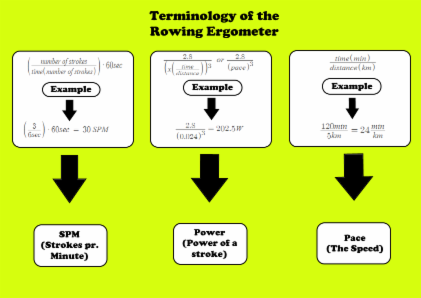 Terminology of the
Rowing Ergometer
(number of strokes / time(number of strokes)) · 60sec
Example
(3 / 6sec) · 60sec = 30 SPM
SPM
(Strokes pr.
Minute)
2.8 / (time / distance)³ or 2.8 / (pace)³
Example
2.8 / (0.024)³ = 202.5W
Power
(Power of a
stroke)
time(min) / distance(km)
Example
120min / 5km = 24 min / km
Pace
(The Speed)